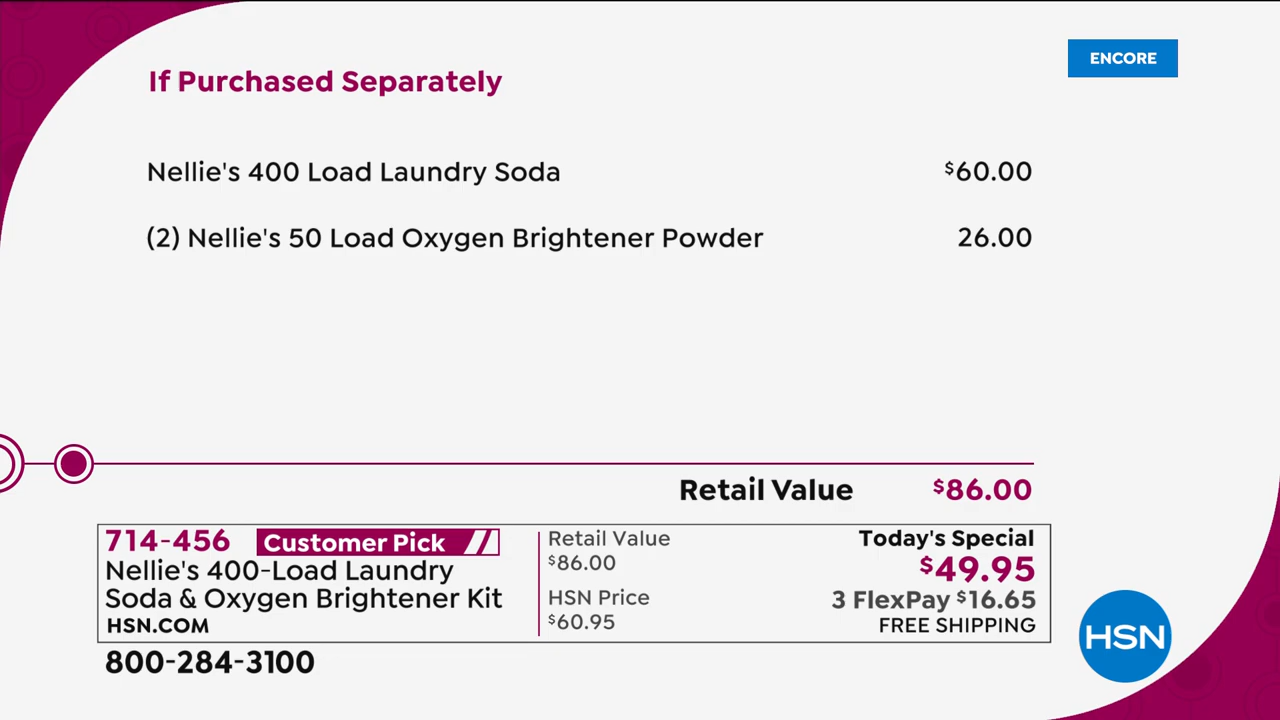 ENCORE
If Purchased Separately
Nellie's 400 Load Laundry Soda $60.00
(2) Nellie's 50 Load Oxygen Brightener Powder 26.00
Retail Value $86.00
714-456 Customer Pick
Nellie's 400-Load Laundry
Soda & Oxygen Brightener Kit
HSN.COM
Retail Value
$86.00
HSN Price
$60.95
Today's Special
$49.95
3 FlexPay $16.65
FREE SHIPPING
800-284-3100
HSN